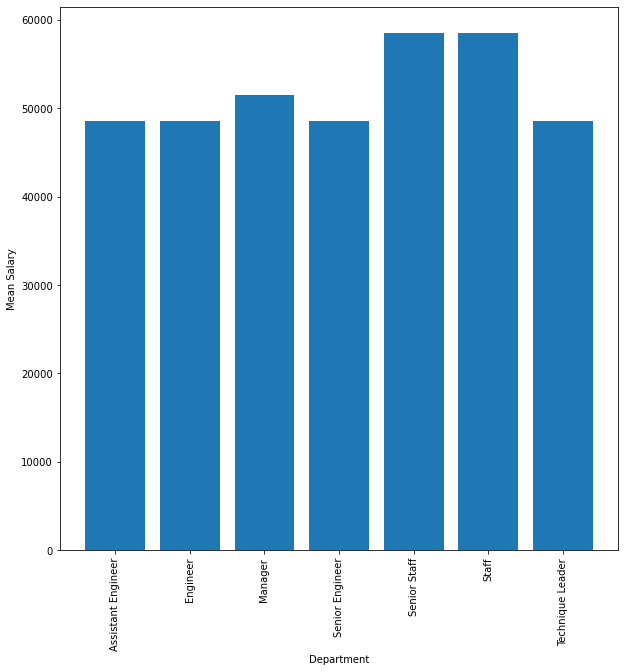 60000
50000
40000
30000
20000
10000
0
Mean Salary
Assistant Engineer
Engineer
Manager
Senior Engineer
Senior Staff
Staff
Technique Leader
Department